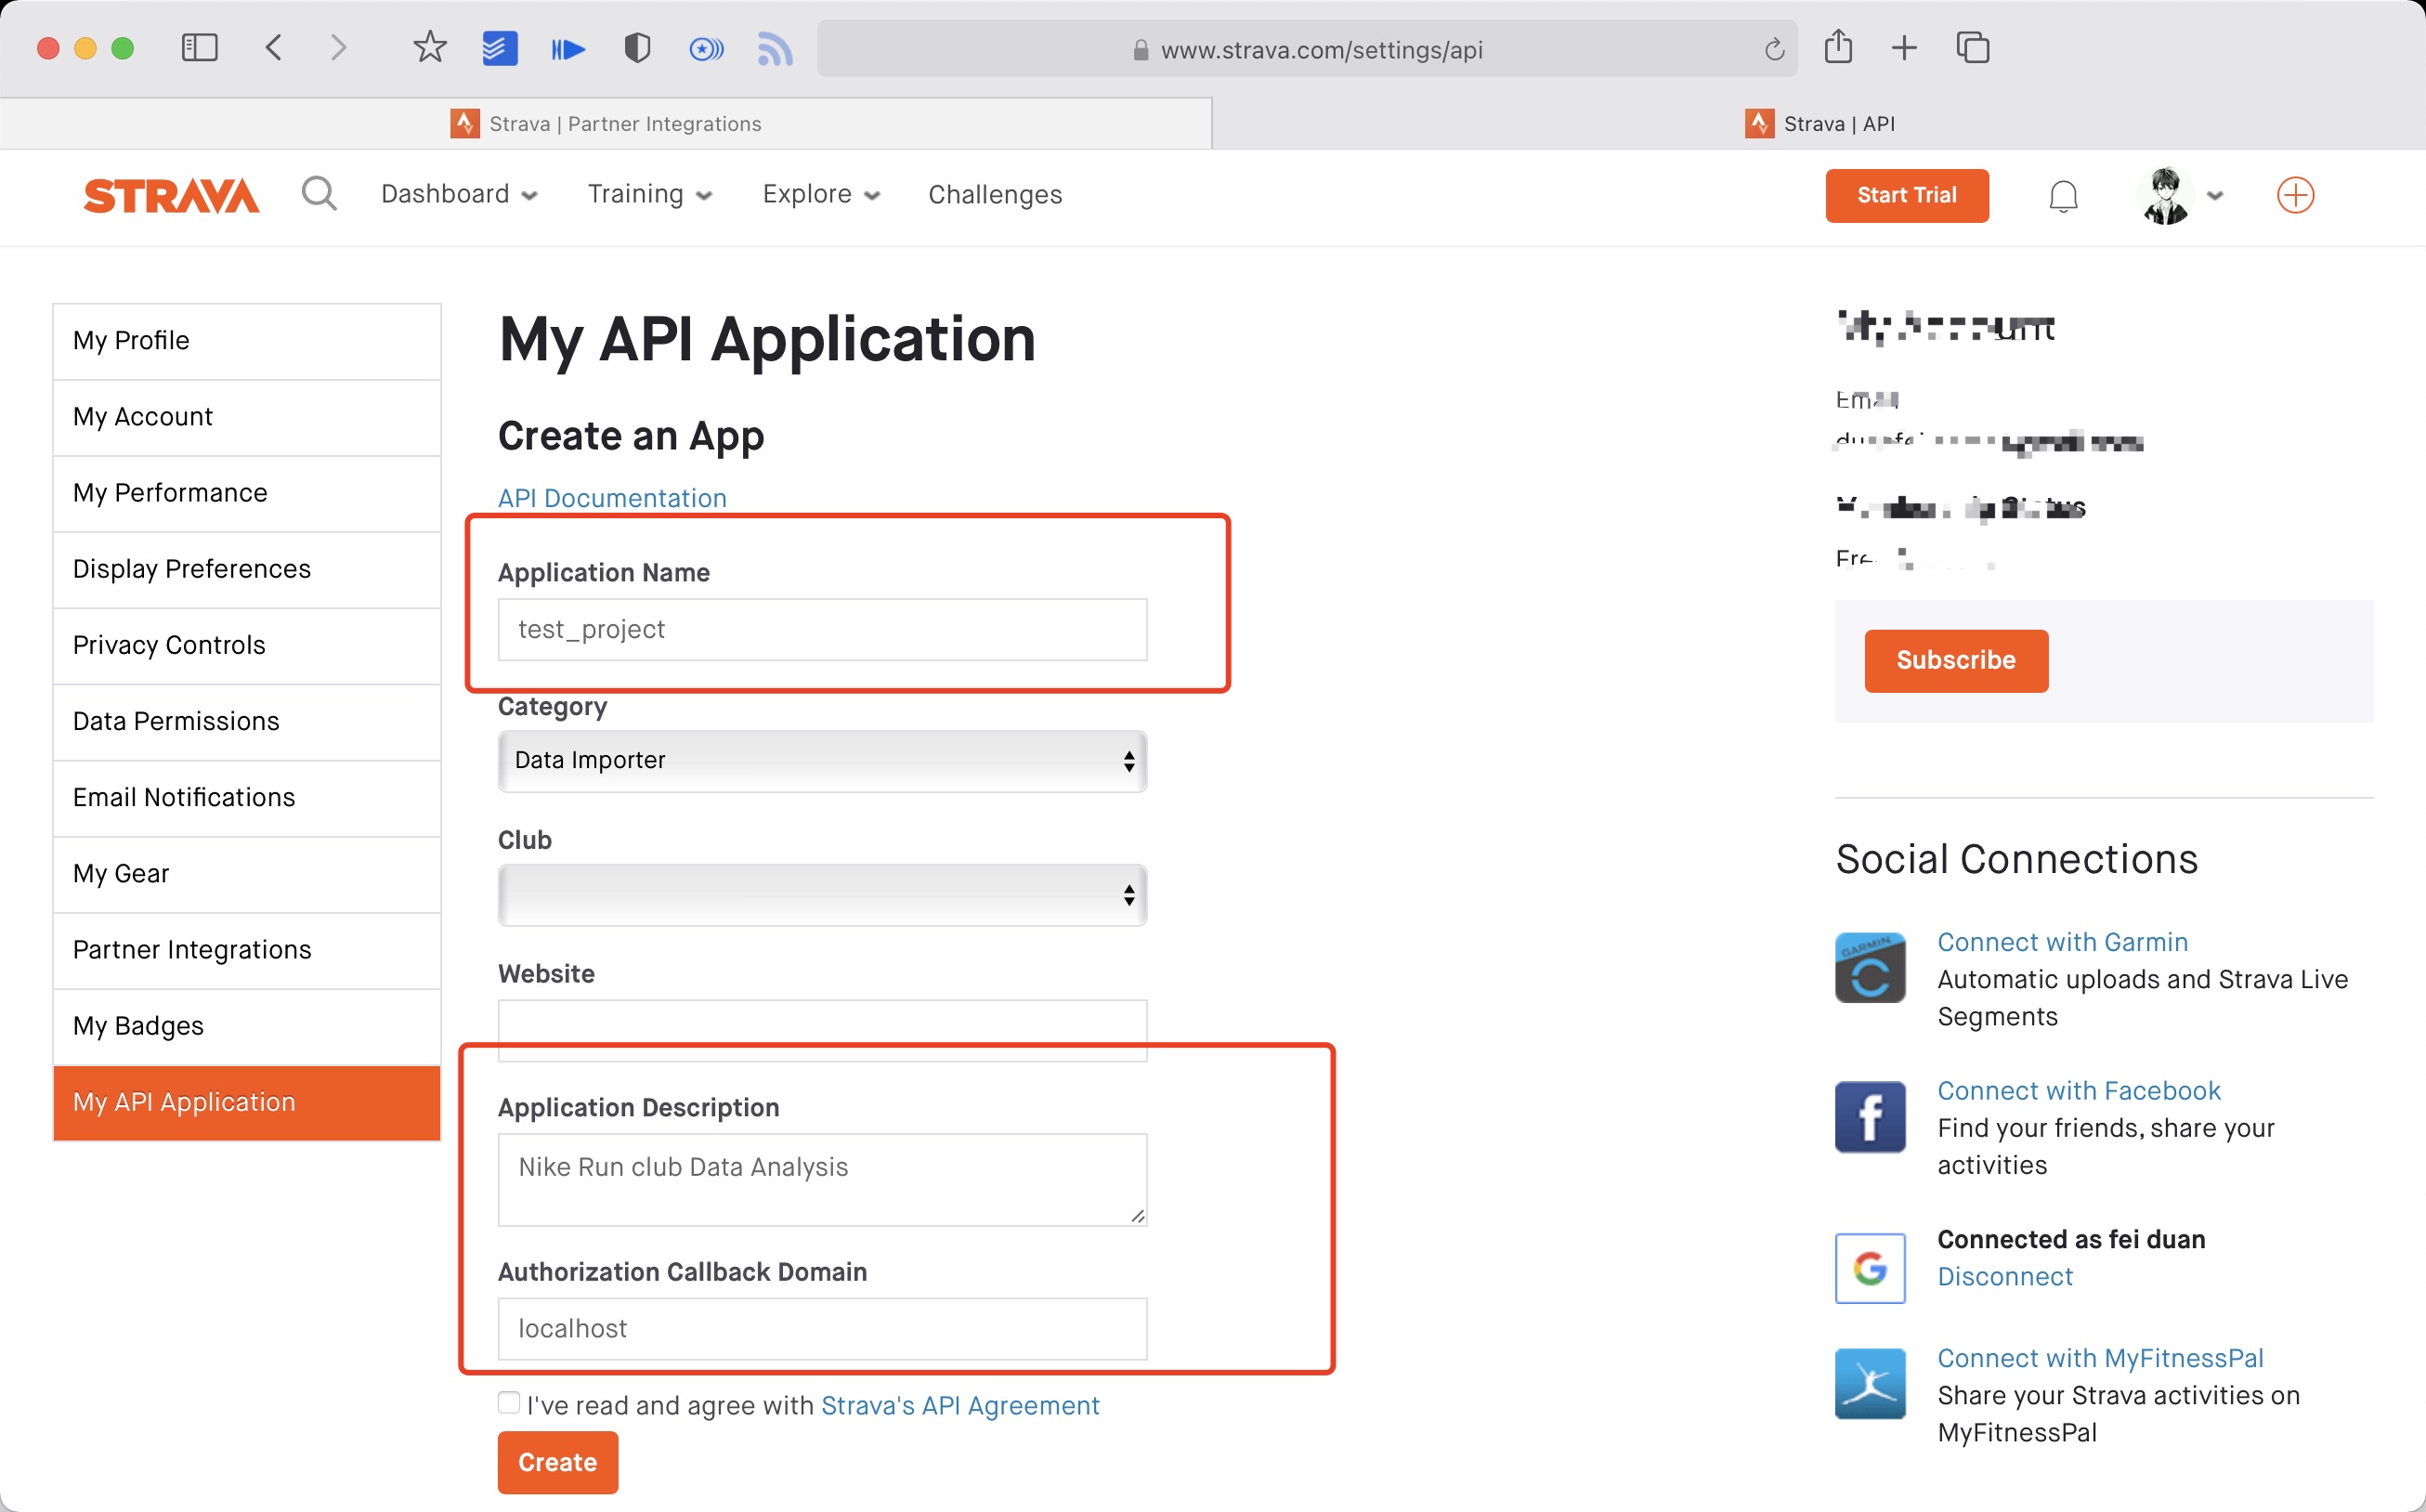 www.strava.com/settings/api
Strava | Partner Integrations
Strava | API
STRAVA
Dashboard
Training
Explore
Challenges
Start Trial
My Profile
My Account
My Performance
Display Preferences
Privacy Controls
Data Permissions
Email Notifications
My Gear
Partner Integrations
My Badges
My API Application
My API Application
Create an App
API Documentation
Application Name
test_project
Category
Data Importer
Club
Website
Application Description
Nike Run club Data Analysis
Authorization Callback Domain
localhost
I've read and agree with Strava's API Agreement
Create
Subscribe
Social Connections
GARMIN
Connect with Garmin
Automatic uploads and Strava Live
Segments
Connect with Facebook
Find your friends, share your
activities
Connected as fei duan
Disconnect
Connect with MyFitnessPal
Share your Strava activities on
MyFitnessPal